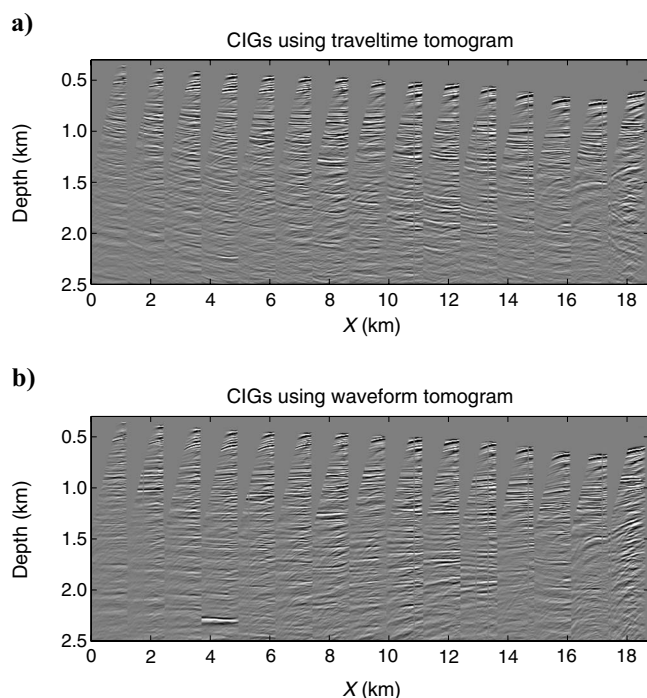 a)
CIGs using traveltime tomogram
0.5
1.0
1.5
2.0
2.5
Depth (km)
0 2 4 6 8 10 12 14 16 18
X (km)
b)
CIGs using waveform tomogram
0.5
1.0
1.5
2.0
2.5
Depth (km)
0 2 4 6 8 10 12 14 16 18
X (km)